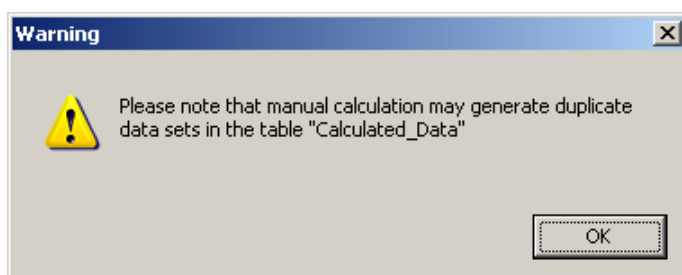 Warning
Please note that manual calculation may generate duplicate
data sets in the table "Calculated_Data"
OK